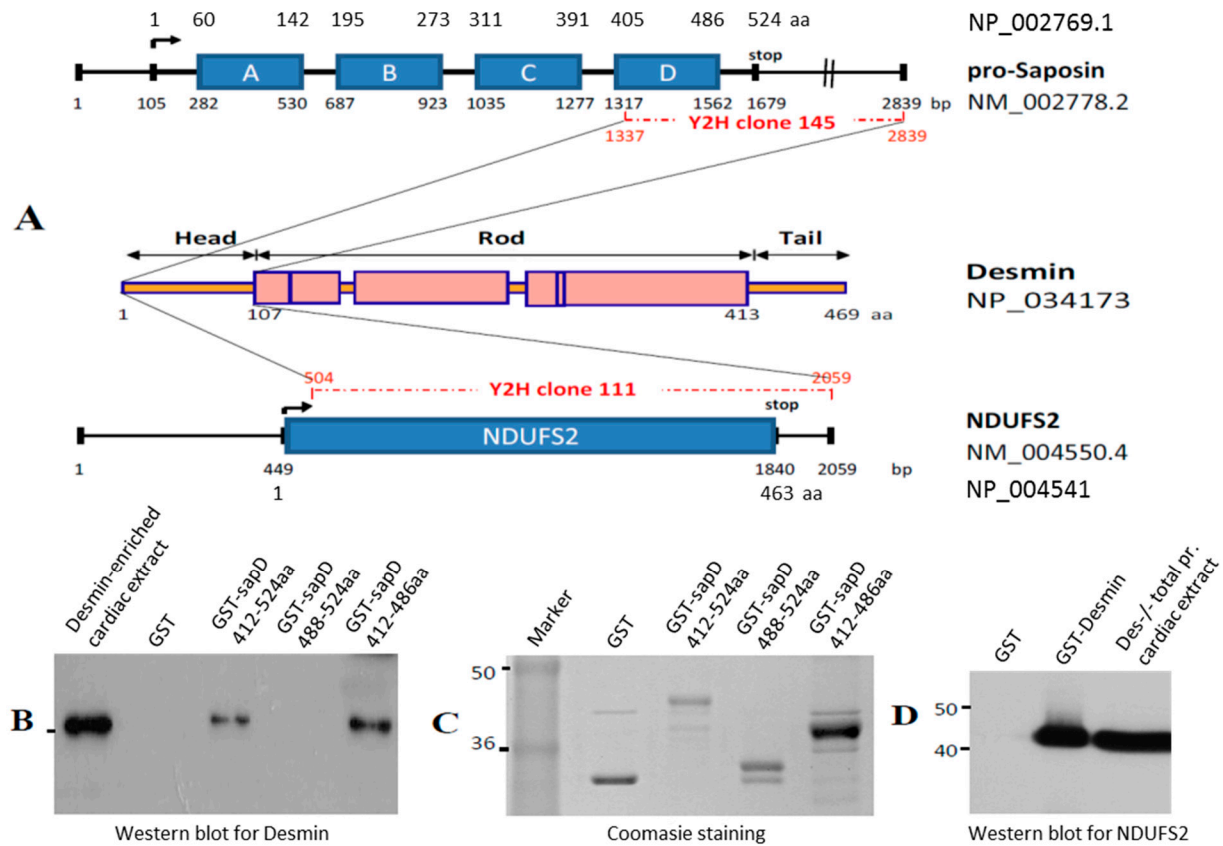 1 60 142 195 273 311 391 405 486 524 aa NP_002769.1
stop
A B C D pro-Saposin
1 105 282 530 687 923 1035 1277 1317 1562 1679 2839 bp NM_002778.2
Y2H clone 145
1337 2839
A
Head Rod Tail
Desmin
NP_034173
1 107 413 469 aa
504 2059
Y2H clone 111
stop
NDUFS2 NDUFS2
NM_004550.4
1 449 1840 2059 bp
1 463 aa NP_004541
Desmin-enriched
cardiac extract
GST
GST-sapD
412-524aa
GST-sapD
488-524aa
GST-sapD
412-486aa
Marker
GST
GST-sapD
412-524aa
GST-sapD
488-524aa
GST-sapD
412-486aa
GST
GST-Desmin
Des-/- total pr.
cardiac extract
B
C
50
36
D
50
40
Western blot for Desmin
Coomasie staining
Western blot for NDUFS2